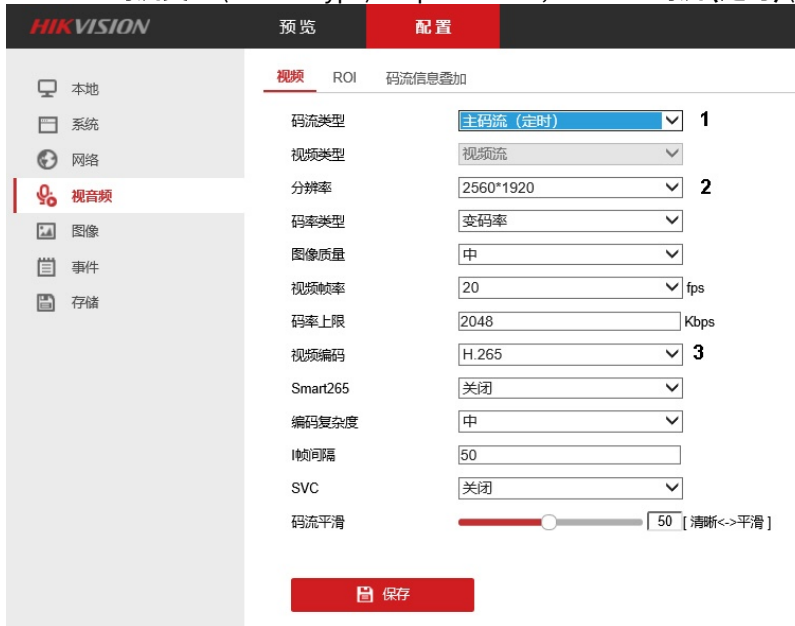 HIKVISION 预览 配置
视频 ROI 码流信息叠加
本地
系统
网络
视音频
图像
事件
存储
码流类型 主码流（定时） 1
视频类型 视频流
分辨率 2560*1920 2
码率类型 变码率
图像质量 中
视频帧率 20 fps
码率上限 2048 Kbps
视频编码 H.265 3
Smart265 关闭
编码复杂度 中
I帧间隔 50
SVC 关闭
码流平滑 50 [ 清晰<->平滑 ]
保存